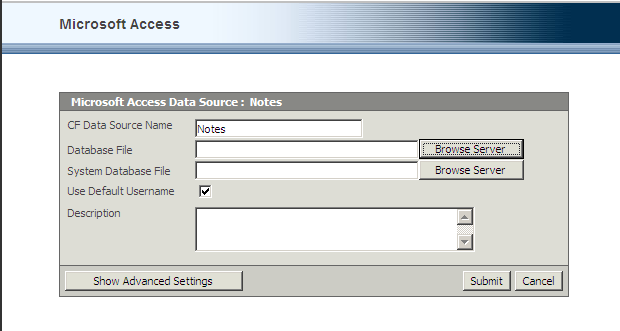 Microsoft Access
Microsoft Access Data Source : Notes
CF Data Source Name Notes
Database File Browse Server
System Database File Browse Server
Use Default Username
Description
Show Advanced Settings Submit Cancel